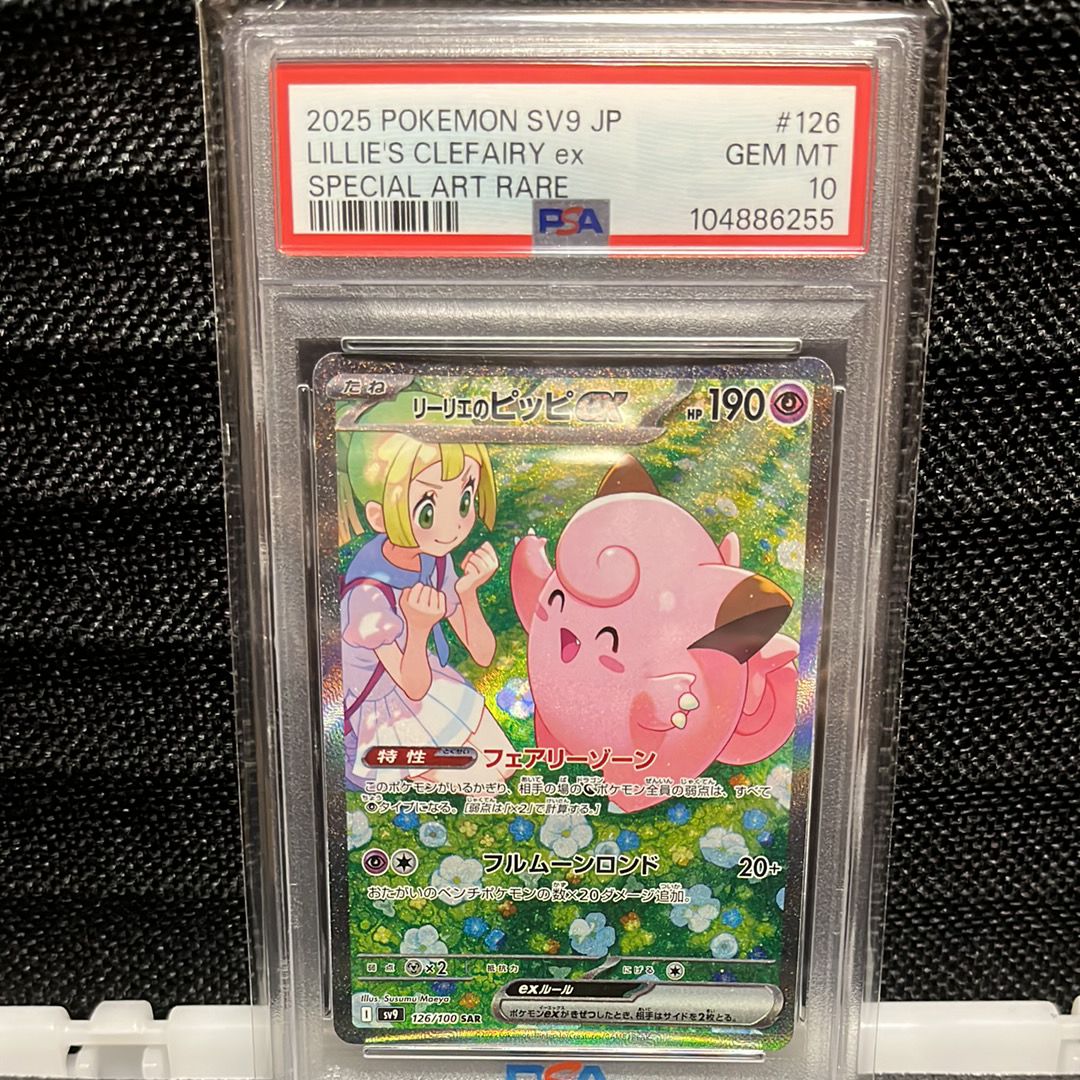 2025 POKEMON SV9 JP #126
LILLIE'S CLEFAIRY ex GEM MT
SPECIAL ART RARE 10
PSA 104886255
たね リーリエのピッピex HP 190
特性 とくせい フェアリーゾーン
このポケモンがいるかぎり、相手の場のポケモン全員の弱点は、すべて
タイプになる。[弱点は「×2」で計算する。]
フルムーンロンド 20+
おたがいのベンチポケモンの数×20ダメージ追加。
弱点 ×2 抵抗力 にげる
exルール
ポケモンexがきぜつしたとき、相手はサイドを2枚とる。
Illus. Susumu Maeya
I SV9 126/100 SAR
PSA